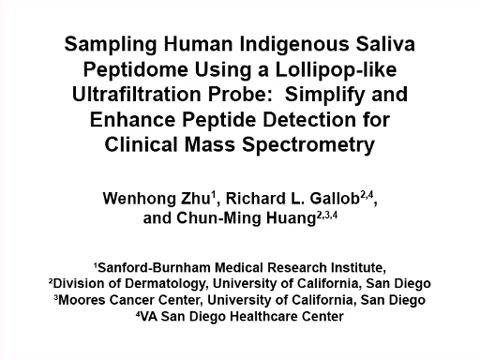 Sampling Human Indigenous Saliva
Peptidome Using a Lollipop-like
Ultrafiltration Probe: Simplify and
Enhance Peptide Detection for
Clinical Mass Spectrometry
Wenhong Zhu¹, Richard L. Gallob²,⁴,
and Chun-Ming Huang²,³,⁴
¹Sanford-Burnham Medical Research Institute,
²Division of Dermatology, University of California, San Diego
³Moores Cancer Center, University of California, San Diego
⁴VA San Diego Healthcare Center